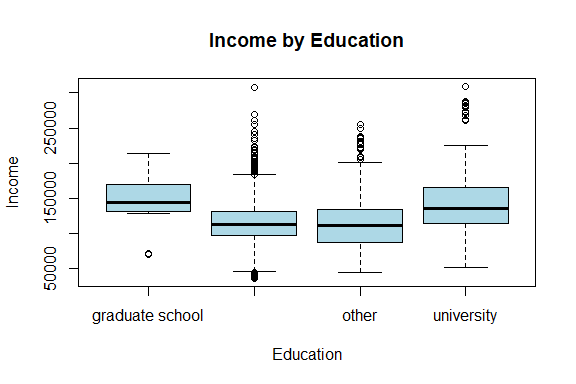 Income by Education
Income
250000
150000
50000
graduate school
other
university
Education